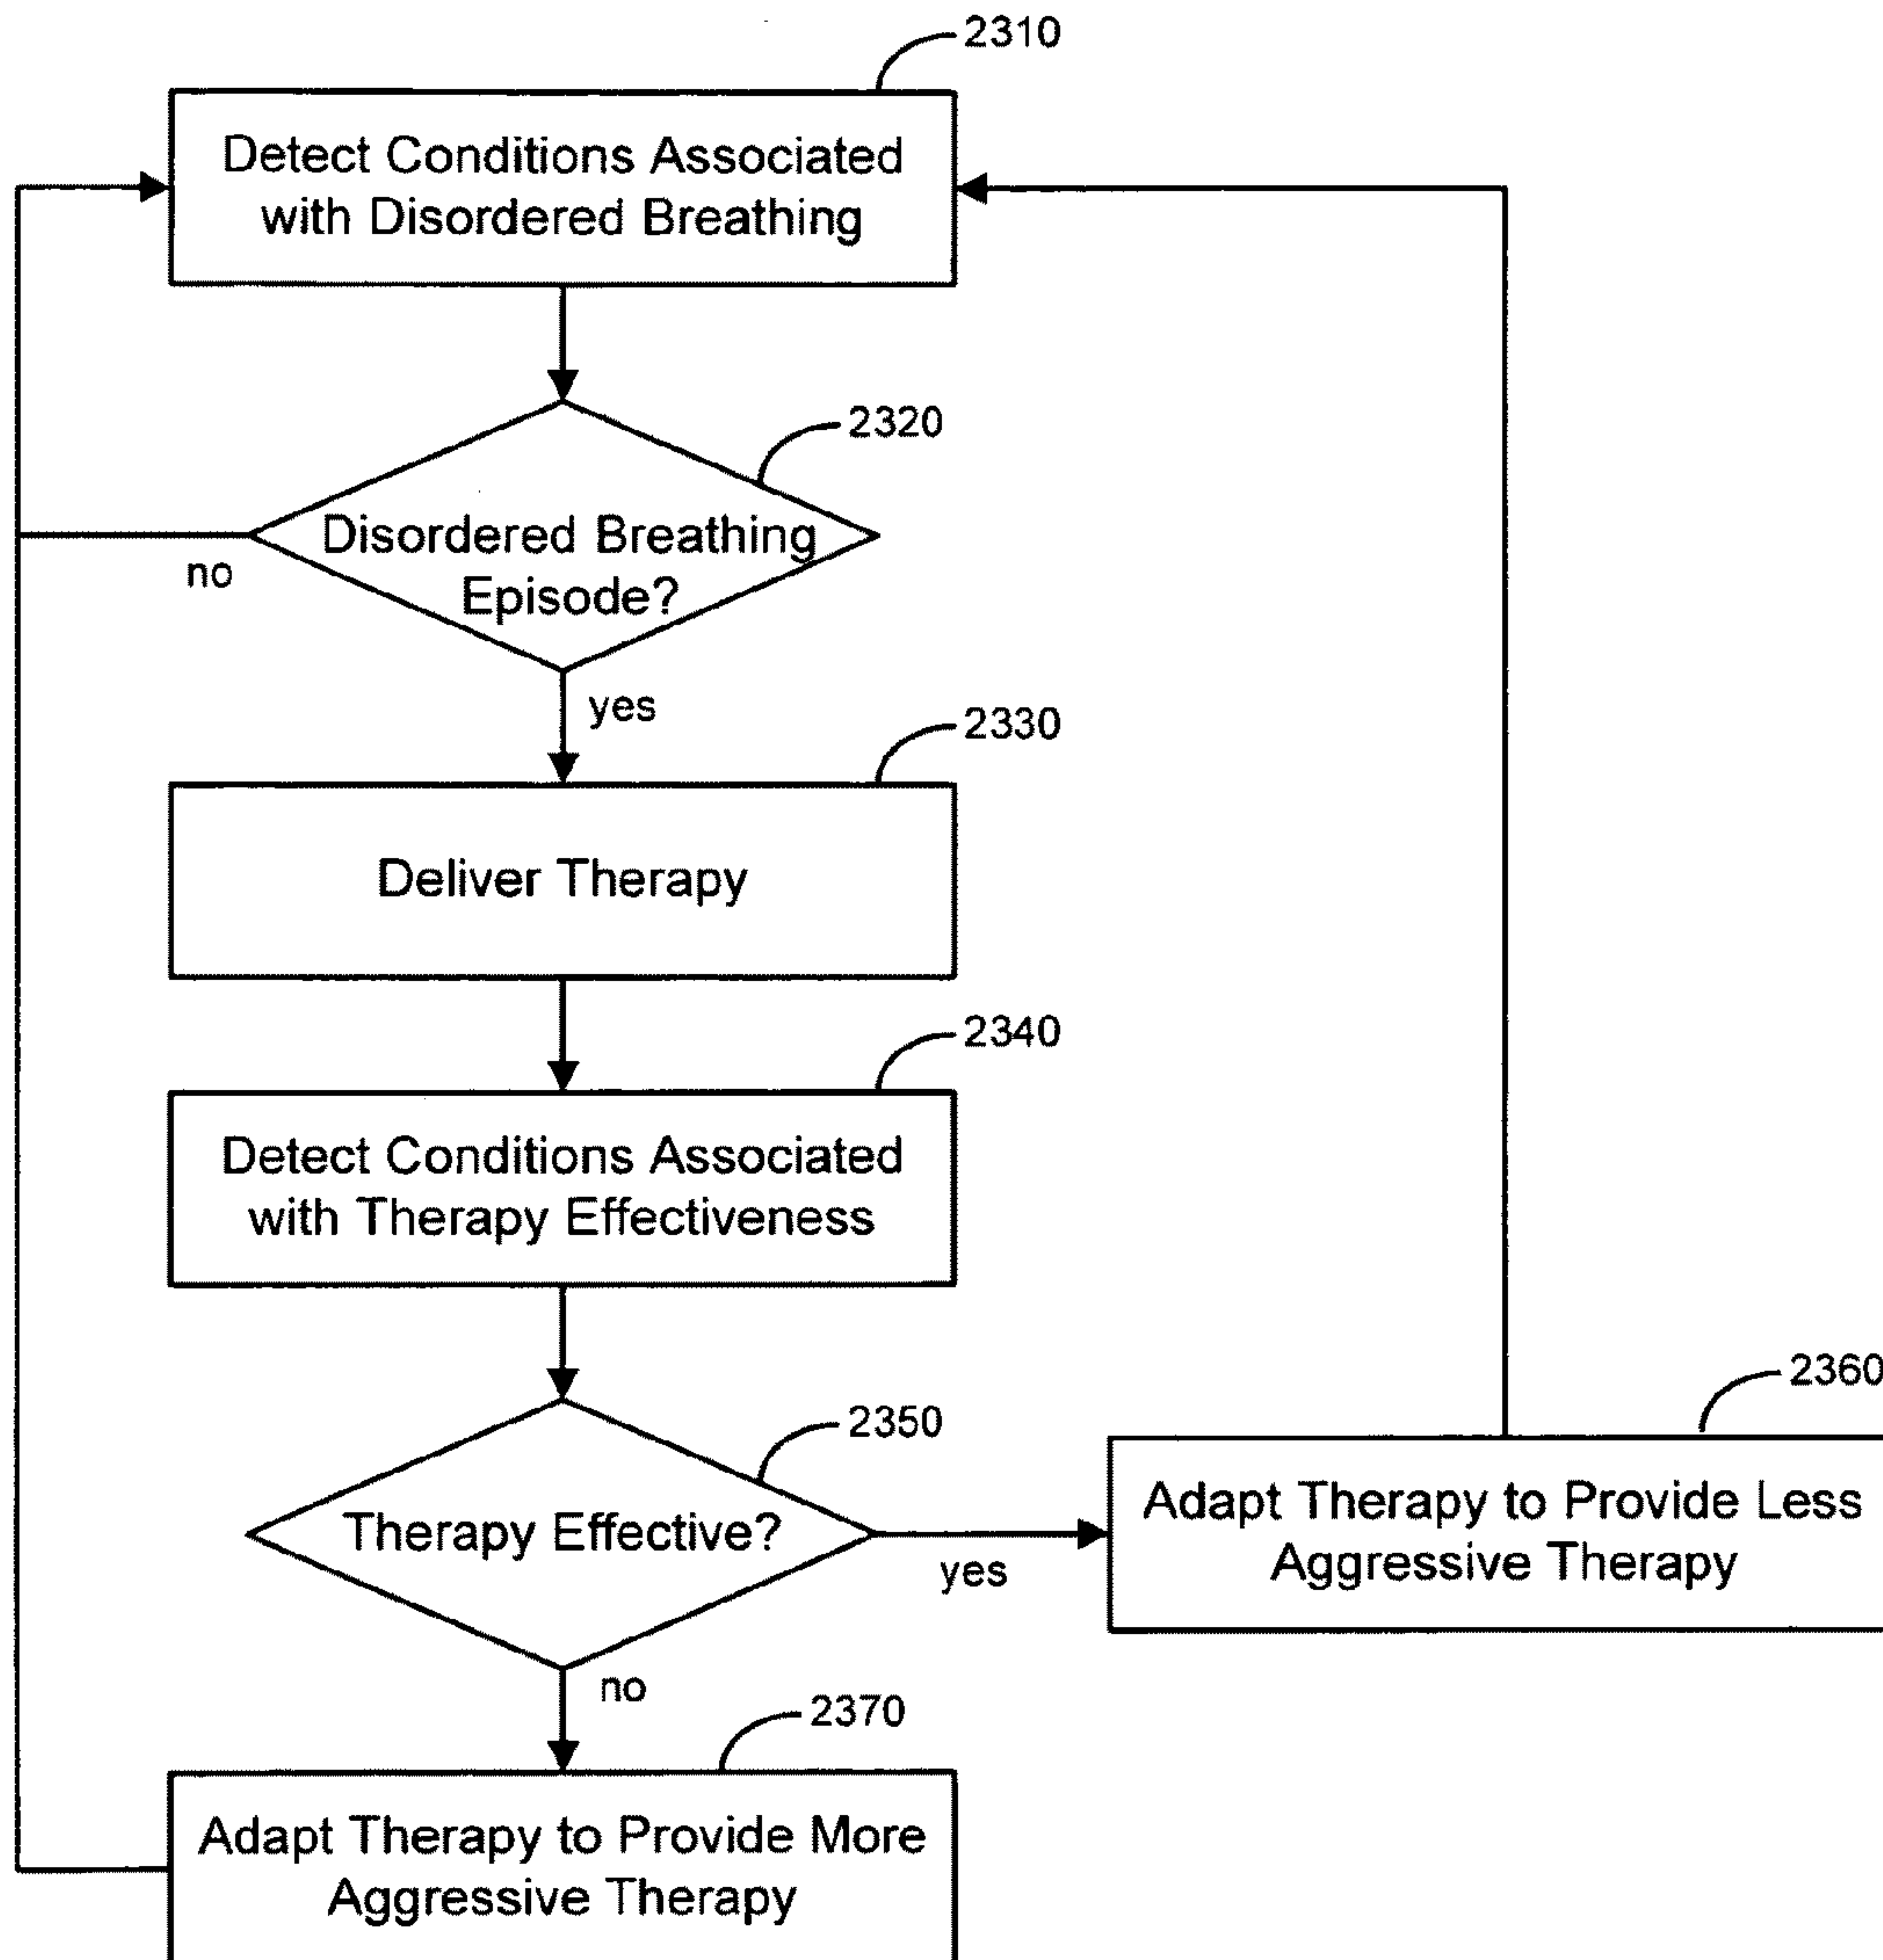 2310
Detect Conditions Associated
with Disordered Breathing
2320
Disordered Breathing
Episode?
no
yes
2330
Deliver Therapy
2340
Detect Conditions Associated
with Therapy Effectiveness
2350
Therapy Effective?
yes
2360
Adapt Therapy to Provide Less
Aggressive Therapy
no
2370
Adapt Therapy to Provide More
Aggressive Therapy